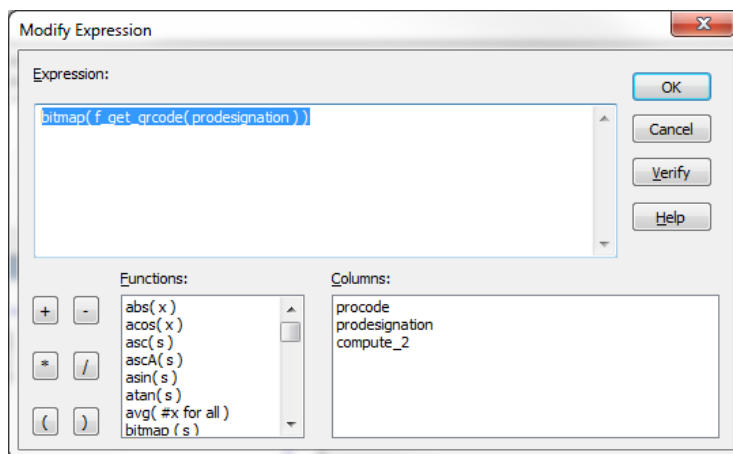 Modify Expression
Expression:
bitmap( f_get_qrcode( prodesignation ) )
OK
Cancel
Verify
Help
Functions:
Columns:
+ -
* /
( )
abs( x )
acos( x )
asc( s )
ascA( s )
asin( s )
atan( s )
avg( #x for all )
bitmap ( s )
procode
prodesignation
compute_2